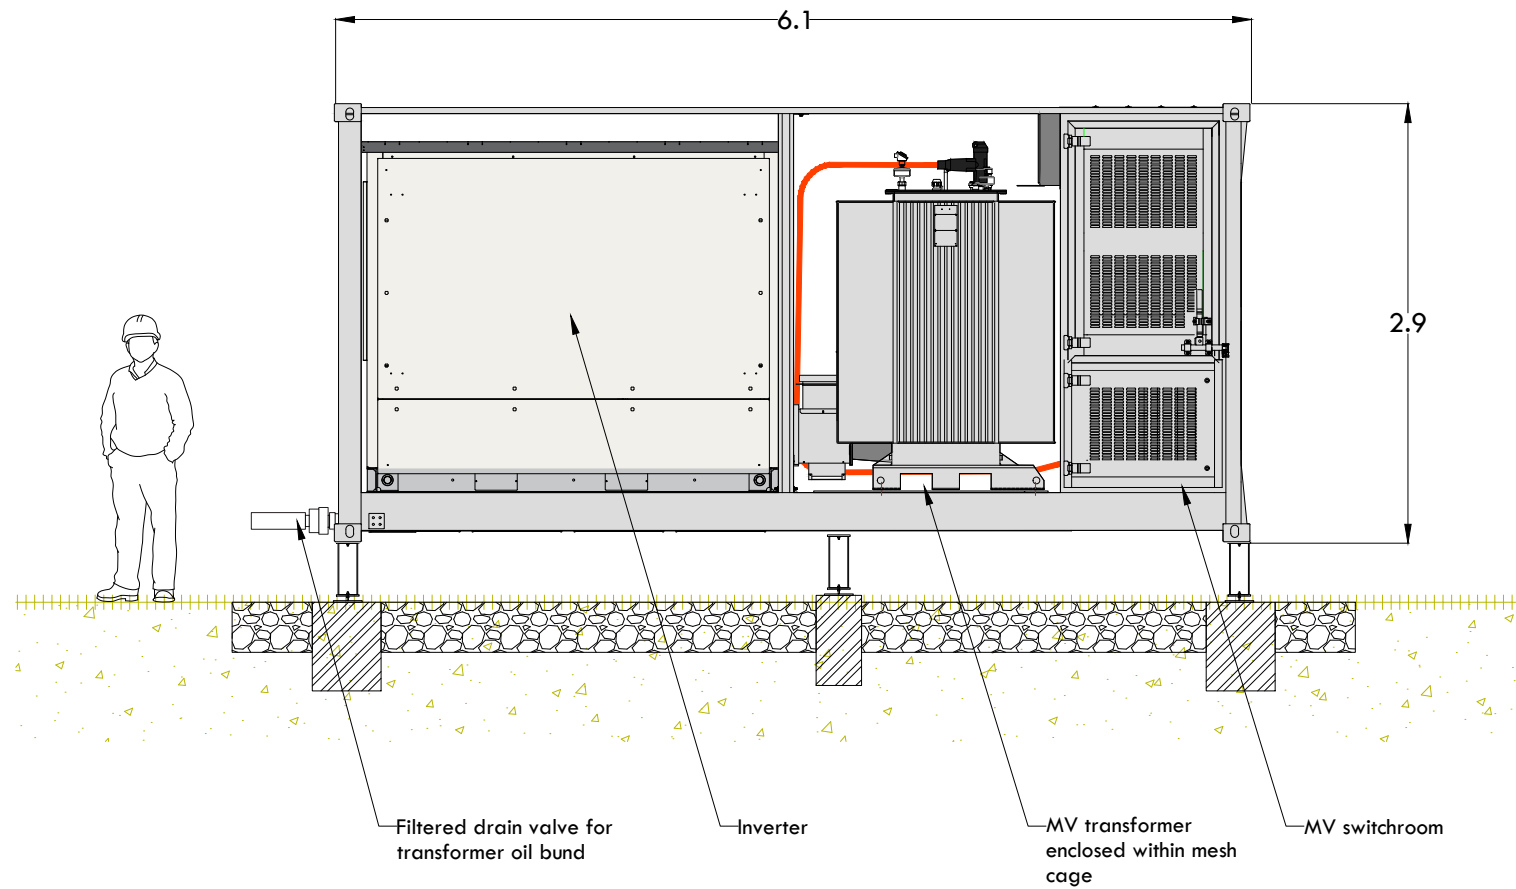 6.1
2.9
Filtered drain valve for
transformer oil bund
Inverter
MV transformer
enclosed within mesh
cage
MV switchroom